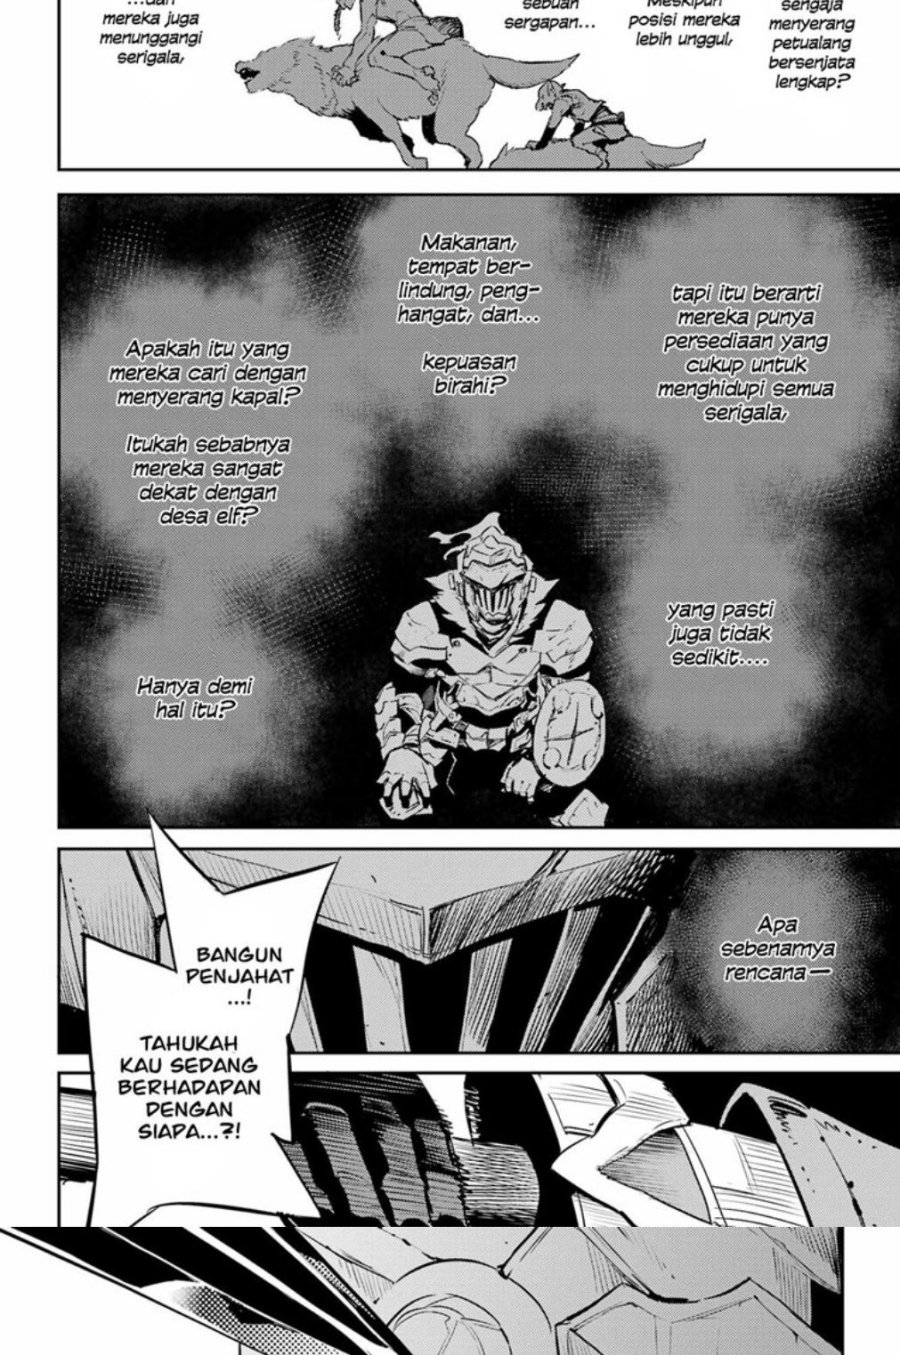 sengaja
menyerang
petualang
bersenjata
lengkap?
Meskipun
posisi mereka
lebih unggul,
sebuah
sergapan...
...dan
mereka juga
menunggangi
serigala,
tapi itu berarti
mereka punya
persediaan yang
cukup untuk
menghidupi semua
serigala,
yang pasti
juga tidak
sedikit....
Makanan,
tempat ber-
lindung, peng-
hangat, dan...
kepuasan
birahi?
Apakah itu yang
mereka cari dengan
menyerang kapal?
Itukah sebabnya
mereka sangat
dekat dengan
desa elf?
Hanya demi
hal itu?
Apa
sebenarnya
rencana—
BANGUN
PENJAHAT
...!
TAHUKAH
KAU SEDANG
BERHADAPAN
DENGAN
SIAPA...?!